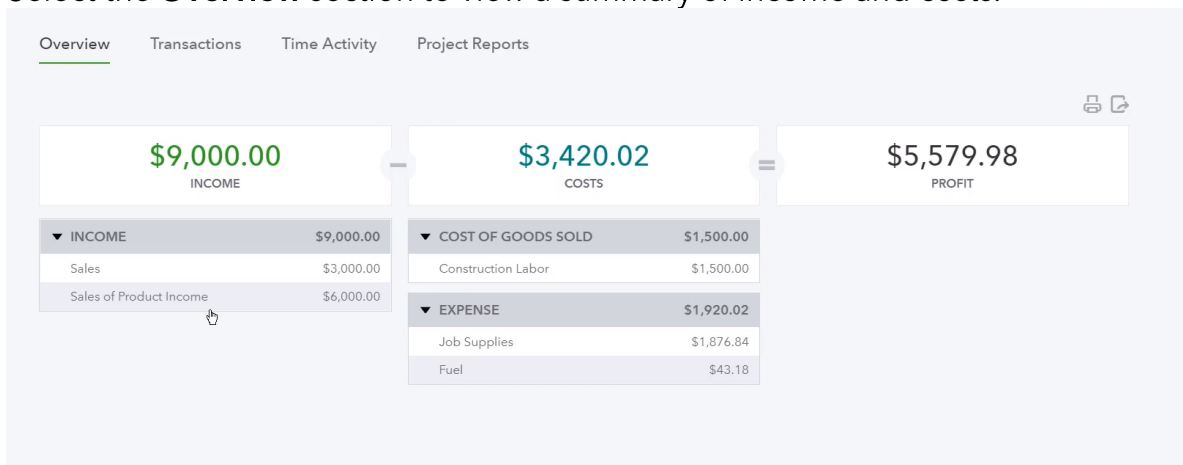 Select the Overview section to view a summary of income and costs.
Overview Transactions Time Activity Project Reports
$9,000.00 − $3,420.02 = $5,579.98
INCOME COSTS PROFIT
INCOME $9,000.00 COST OF GOODS SOLD $1,500.00
Sales $3,000.00 Construction Labor $1,500.00
Sales of Product Income $6,000.00
EXPENSE $1,920.02
Job Supplies $1,876.84
Fuel $43.18